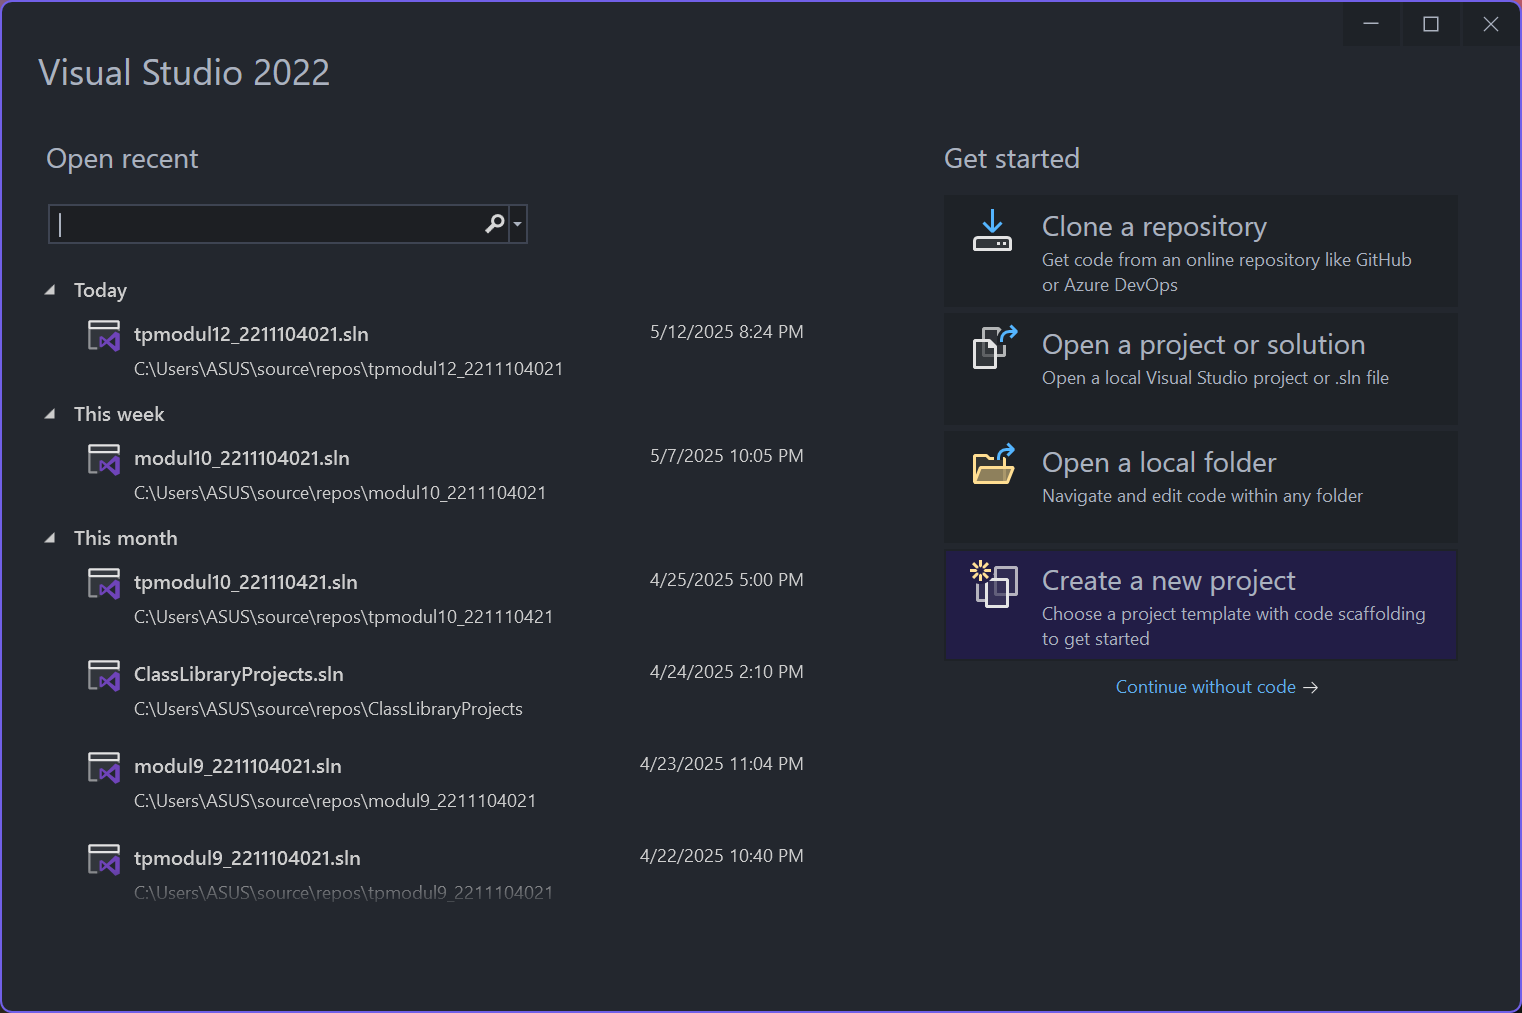 Visual Studio 2022
Open recent
Today
tpmodul12_2211104021.sln
5/12/2025 8:24 PM
C:\Users\ASUS\source\repos\tpmodul12_2211104021
This week
modul10_2211104021.sln
5/7/2025 10:05 PM
C:\Users\ASUS\source\repos\modul10_2211104021
This month
tpmodul10_221110421.sln
4/25/2025 5:00 PM
C:\Users\ASUS\source\repos\tpmodul10_221110421
ClassLibraryProjects.sln
4/24/2025 2:10 PM
C:\Users\ASUS\source\repos\ClassLibraryProjects
modul9_2211104021.sln
4/23/2025 11:04 PM
C:\Users\ASUS\source\repos\modul9_2211104021
tpmodul9_2211104021.sln
4/22/2025 10:40 PM
C:\Users\ASUS\source\repos\tpmodul9_2211104021
Get started
Clone a repository
Get code from an online repository like GitHub
or Azure DevOps
Open a project or solution
Open a local Visual Studio project or .sln file
Open a local folder
Navigate and edit code within any folder
Create a new project
Choose a project template with code scaffolding
to get started
Continue without code →